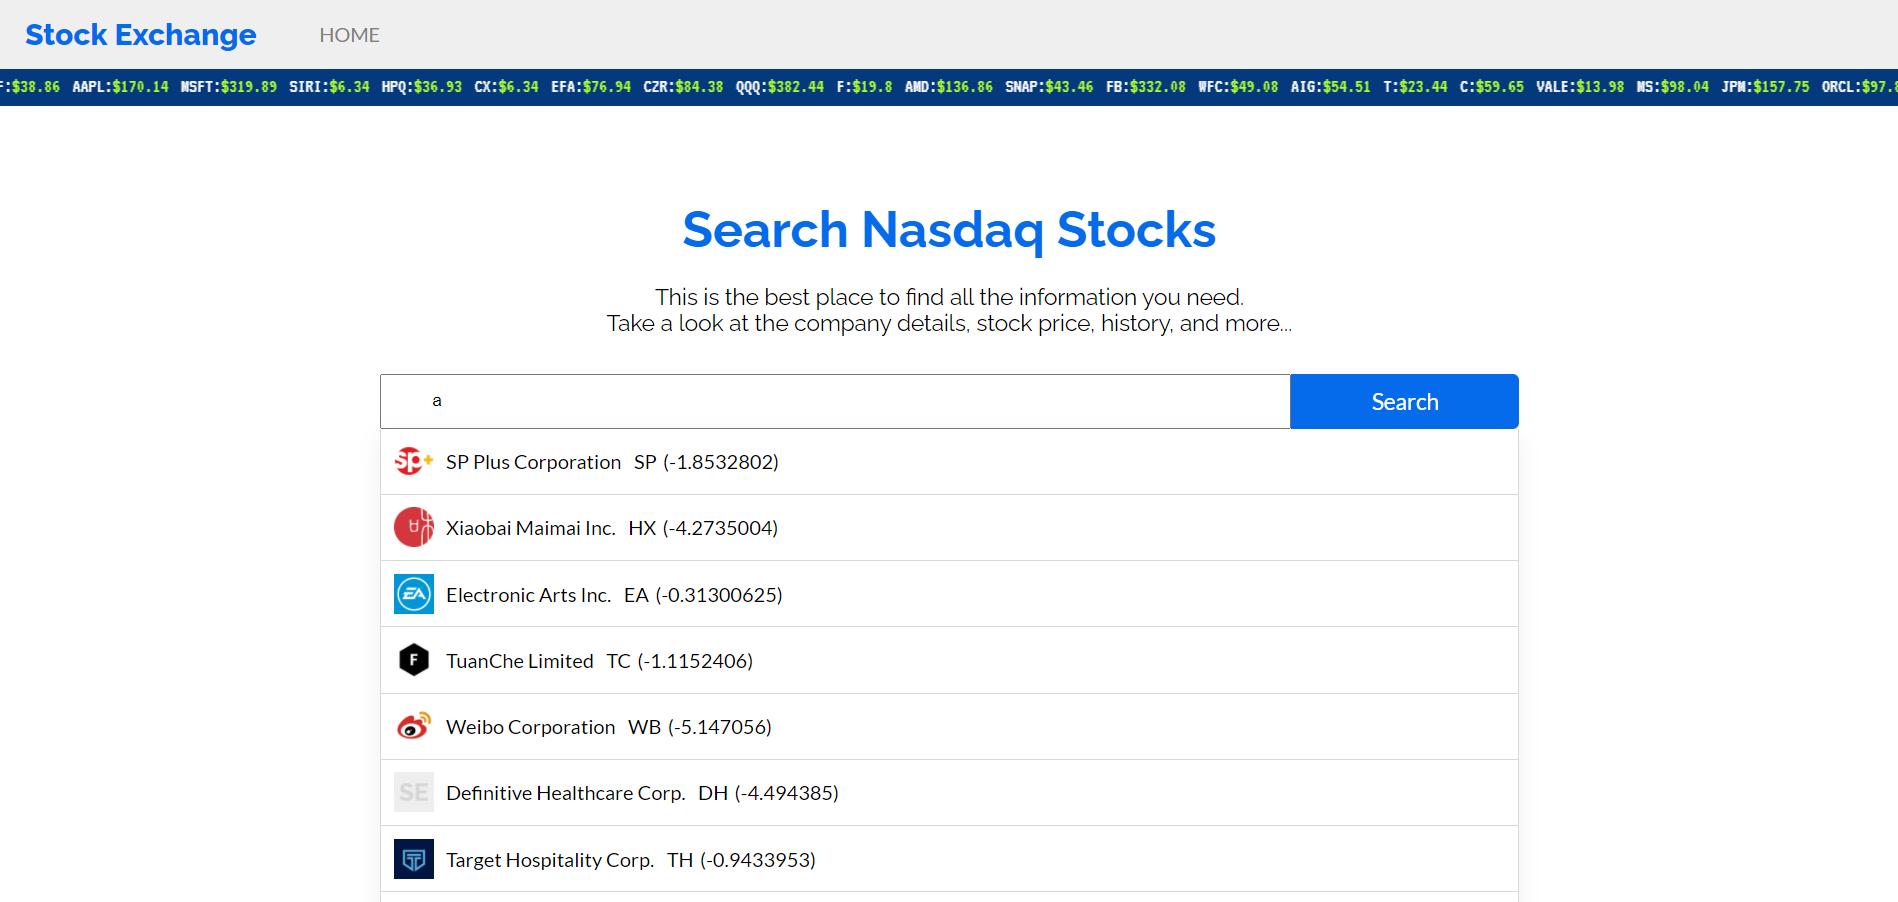 Stock Exchange HOME
F:$38.86 AAPL:$170.14 MSFT:$319.89 SIRI:$6.34 HPQ:$36.93 CX:$6.34 EFA:$76.94 CZR:$84.38 QQQ:$382.44 F:$19.8 AMD:$136.86 SNAP:$43.46 FB:$332.08 WFC:$49.08 AIG:$54.51 T:$23.44 C:$59.65 VALE:$13.98 MS:$98.04 JPM:$157.75 ORCL:$97.8
Search Nasdaq Stocks
This is the best place to find all the information you need.
Take a look at the company details, stock price, history, and more...
a Search
sp+ SP Plus Corporation SP (-1.8532802)
Xiaobai Maimai Inc. HX (-4.2735004)
EA Electronic Arts Inc. EA (-0.31300625)
F TuanChe Limited TC (-1.1152406)
Weibo Corporation WB (-5.147056)
SE Definitive Healthcare Corp. DH (-4.494385)
Target Hospitality Corp. TH (-0.9433953)